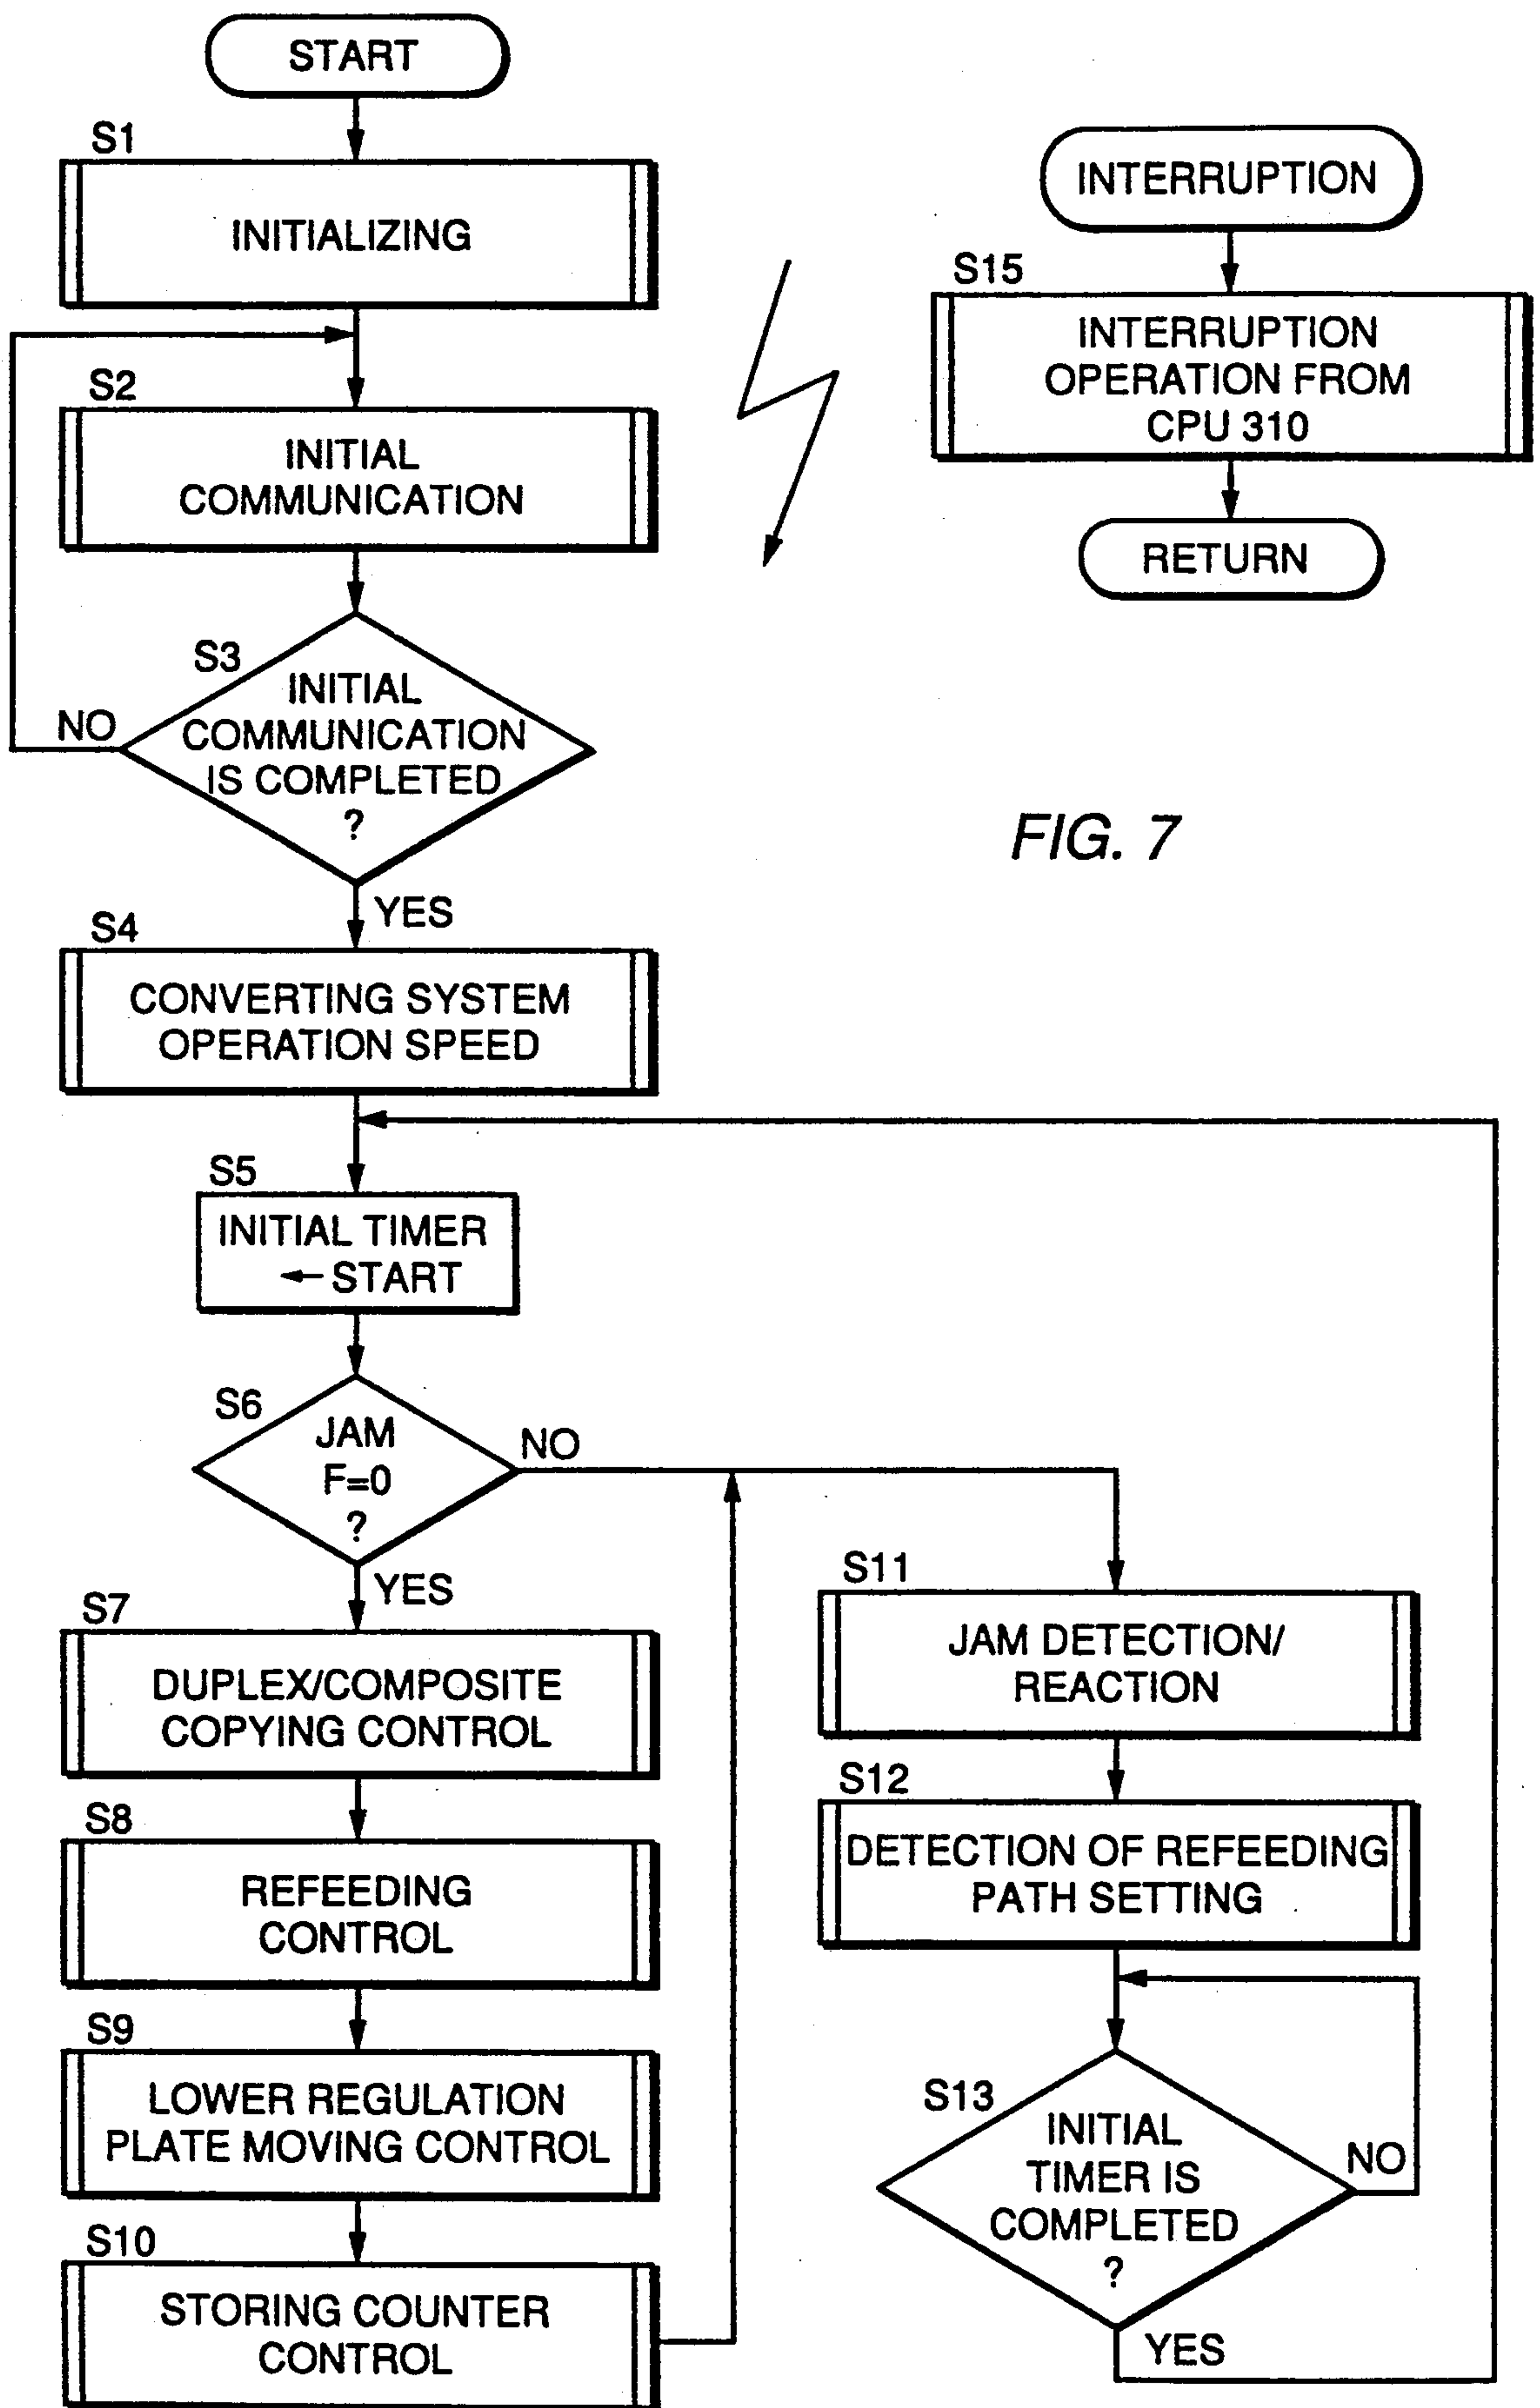 START
S1
INITIALIZING
S2
INITIAL
COMMUNICATION
S3
INITIAL
COMMUNICATION
IS COMPLETED
?
NO
YES
S4
CONVERTING SYSTEM
OPERATION SPEED
S5
INITIAL TIMER
← START
S6
JAM
F=0
?
NO
YES
S7
DUPLEX/COMPOSITE
COPYING CONTROL
S8
REFEEDING
CONTROL
S9
LOWER REGULATION
PLATE MOVING CONTROL
S10
STORING COUNTER
CONTROL
S11
JAM DETECTION/
REACTION
S12
DETECTION OF REFEEDING
PATH SETTING
S13
INITIAL
TIMER IS
COMPLETED
?
NO
YES
INTERRUPTION
S15
INTERRUPTION
OPERATION FROM
CPU 310
RETURN
FIG. 7